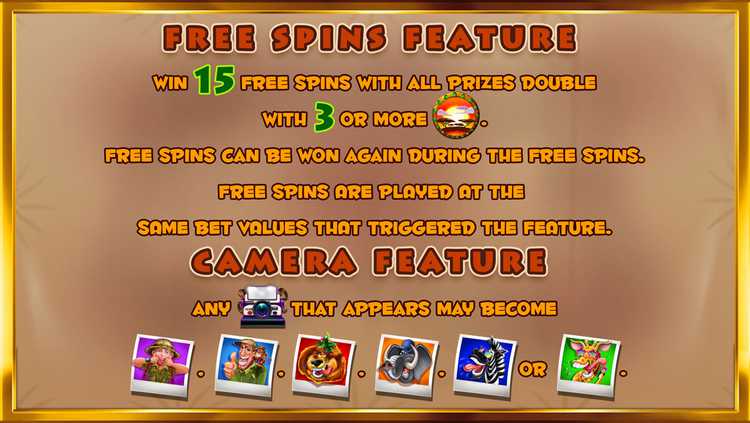 FREE SPINS FEATURE
WIN 15 FREE SPINS WITH ALL PRIZES DOUBLE
WITH 3 OR MORE .
FREE SPINS CAN BE WON AGAIN DURING THE FREE SPINS.
FREE SPINS ARE PLAYED AT THE
SAME BET VALUES THAT TRIGGERED THE FEATURE.
CAMERA FEATURE
ANY THAT APPEARS MAY BECOME
. . . . OR .